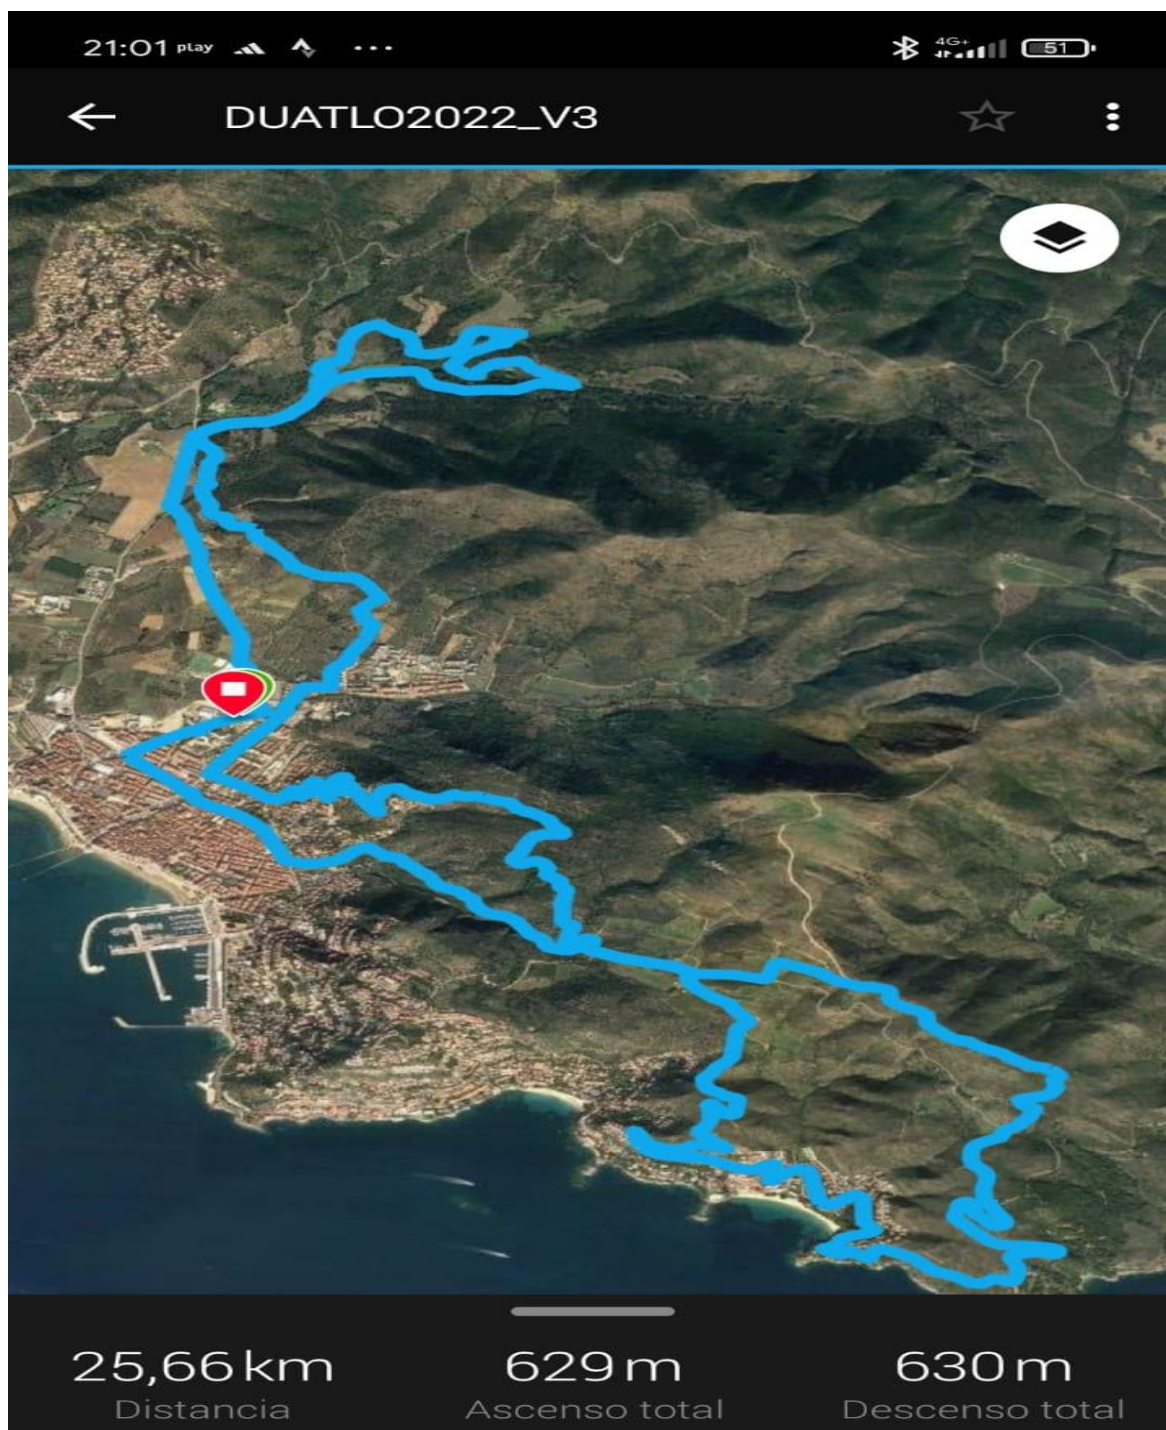 21:01 play
4G+
51
DUATLO2022_V3
25,66 km 629 m 630 m
Distancia Ascenso total Descenso total